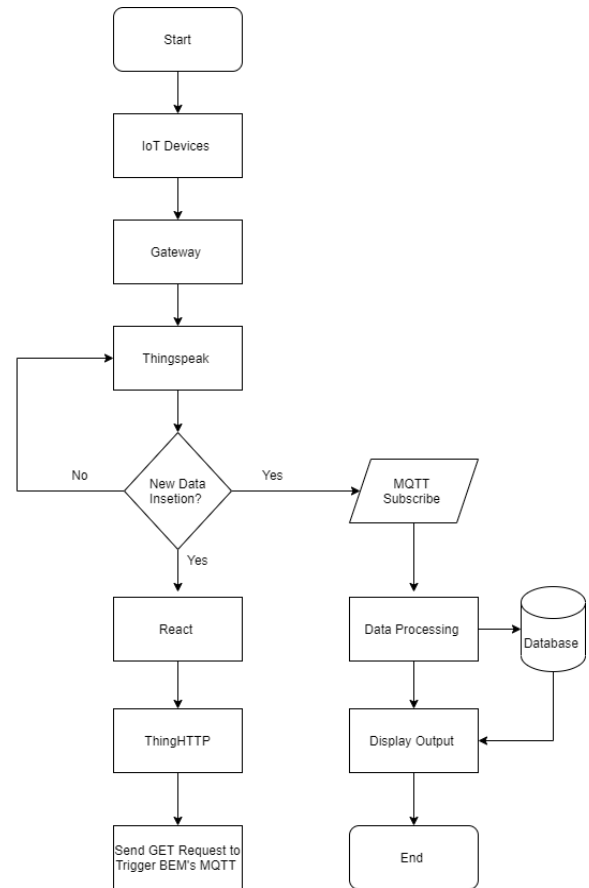 Start
IoT Devices
Gateway
Thingspeak
No
New Data
Insetion?
Yes
MQTT
Subscribe
Yes
React
Data Processing
Database
ThingHTTP
Display Output
Send GET Request to
Trigger BEM's MQTT
End